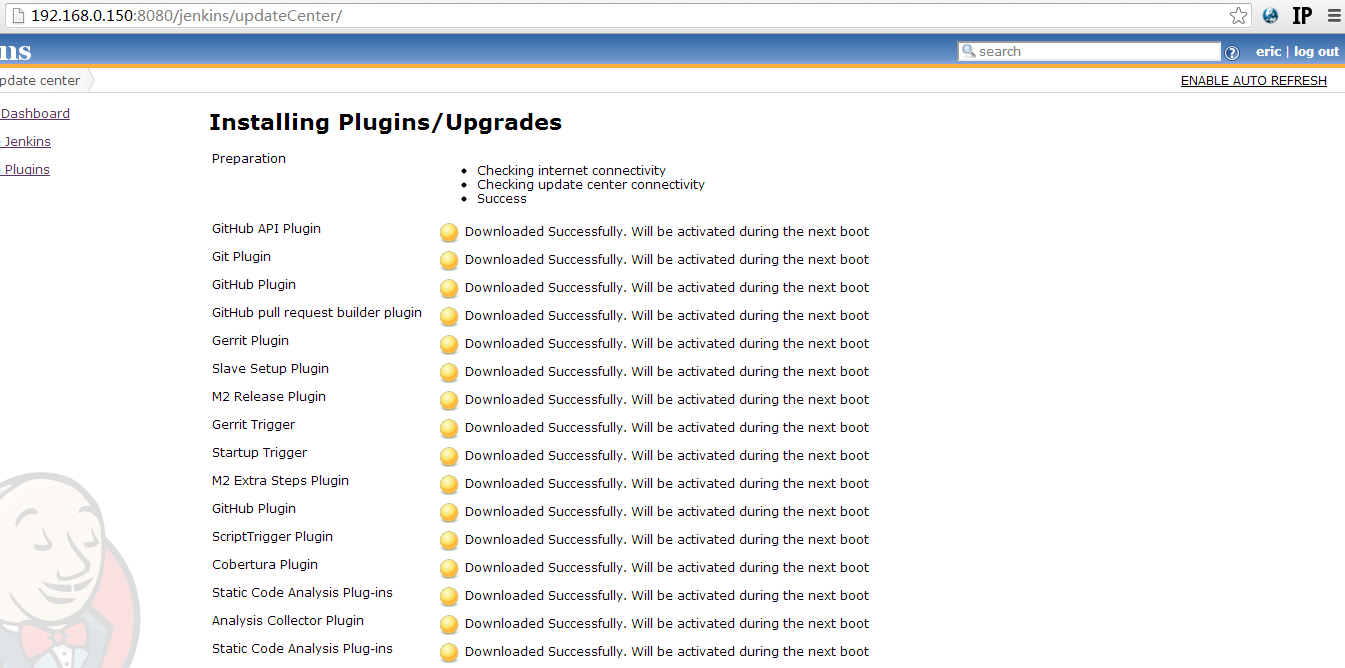 192.168.0.150:8080/jenkins/updateCenter/
IP
ns
search
eric | log out
pdate center
ENABLE AUTO REFRESH
Dashboard
Jenkins
Plugins
Installing Plugins/Upgrades
Preparation
Checking internet connectivity
Checking update center connectivity
Success
GitHub API Plugin Downloaded Successfully. Will be activated during the next boot
Git Plugin Downloaded Successfully. Will be activated during the next boot
GitHub Plugin Downloaded Successfully. Will be activated during the next boot
GitHub pull request builder plugin Downloaded Successfully. Will be activated during the next boot
Gerrit Plugin Downloaded Successfully. Will be activated during the next boot
Slave Setup Plugin Downloaded Successfully. Will be activated during the next boot
M2 Release Plugin Downloaded Successfully. Will be activated during the next boot
Gerrit Trigger Downloaded Successfully. Will be activated during the next boot
Startup Trigger Downloaded Successfully. Will be activated during the next boot
M2 Extra Steps Plugin Downloaded Successfully. Will be activated during the next boot
GitHub Plugin Downloaded Successfully. Will be activated during the next boot
ScriptTrigger Plugin Downloaded Successfully. Will be activated during the next boot
Cobertura Plugin Downloaded Successfully. Will be activated during the next boot
Static Code Analysis Plug-ins Downloaded Successfully. Will be activated during the next boot
Analysis Collector Plugin Downloaded Successfully. Will be activated during the next boot
Static Code Analysis Plug-ins Downloaded Successfully. Will be activated during the next boot